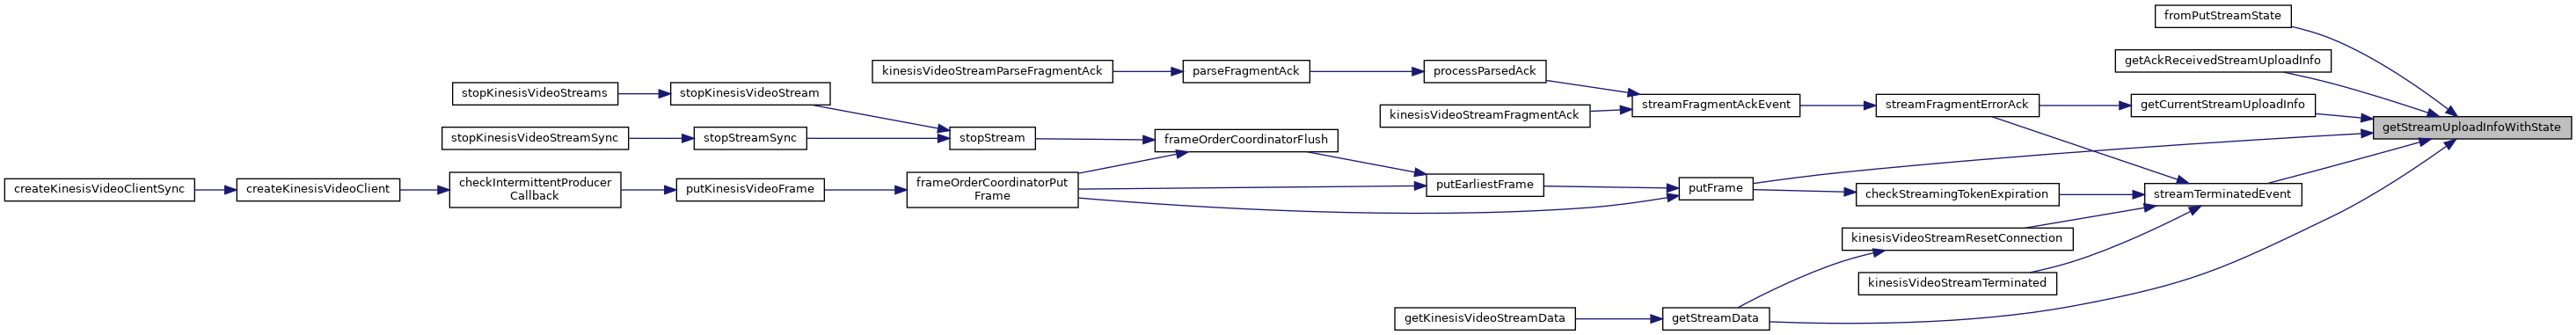 fromPutStreamState
getAckReceivedStreamUploadInfo
kinesisVideoStreamParseFragmentAck
parseFragmentAck
processParsedAck
stopKinesisVideoStreams
stopKinesisVideoStream
streamFragmentAckEvent
streamFragmentErrorAck
getCurrentStreamUploadInfo
kinesisVideoStreamFragmentAck
getStreamUploadInfoWithState
stopKinesisVideoStreamSync
stopStreamSync
stopStream
frameOrderCoordinatorFlush
createKinesisVideoClientSync
createKinesisVideoClient
checkIntermittentProducer
Callback
putKinesisVideoFrame
frameOrderCoordinatorPut
Frame
putEarliestFrame
putFrame
checkStreamingTokenExpiration
streamTerminatedEvent
kinesisVideoStreamResetConnection
kinesisVideoStreamTerminated
getKinesisVideoStreamData
getStreamData